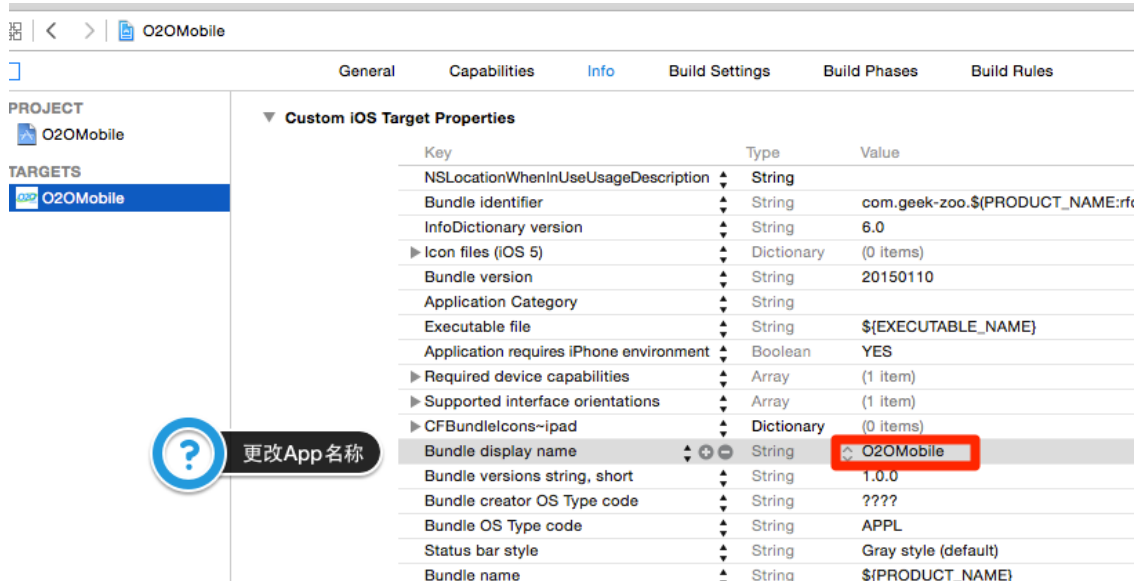 O2OMobile
General Capabilities Info Build Settings Build Phases Build Rules
PROJECT
O2OMobile
TARGETS
O2OMobile
Custom iOS Target Properties
Key Type Value
NSLocationWhenInUseUsageDescription String
Bundle identifier String com.geek-zoo.$(PRODUCT_NAME:rfc
InfoDictionary version String 6.0
Icon files (iOS 5) Dictionary (0 items)
Bundle version String 20150110
Application Category String
Executable file String ${EXECUTABLE_NAME}
Application requires iPhone environment Boolean YES
Required device capabilities Array (1 item)
Supported interface orientations Array (1 item)
CFBundleIcons~ipad Dictionary (0 items)
? 更改App名称 Bundle display name String O2OMobile
Bundle versions string, short String 1.0.0
Bundle creator OS Type code String ????
Bundle OS Type code String APPL
Status bar style String Gray style (default)
Bundle name String ${PRODUCT_NAME}